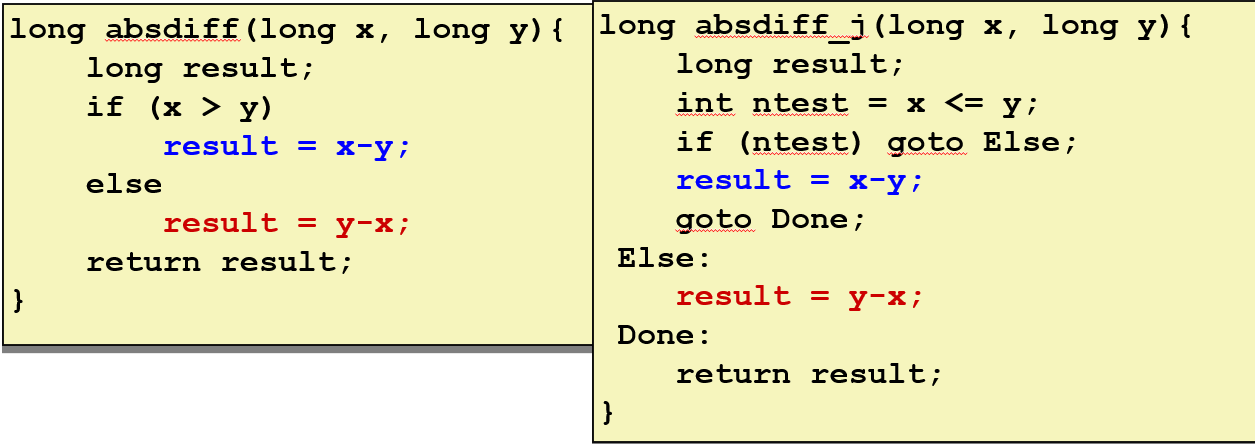 long absdiff(long x, long y){
    long result;
    if (x > y)
        result = x-y;
    else
        result = y-x;
    return result;
}
long absdiff_j(long x, long y){
    long result;
    int ntest = x <= y;
    if (ntest) goto Else;
    result = x-y;
    goto Done;
 Else:
    result = y-x;
 Done:
    return result;
}